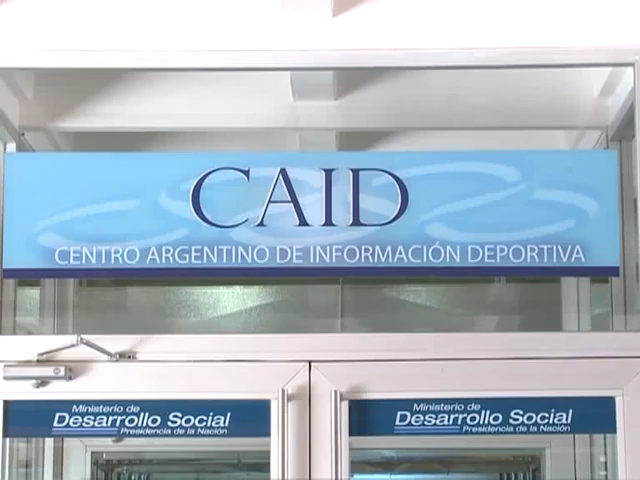 CAID
CENTRO ARGENTINO DE INFORMACIÓN DEPORTIVA
Ministerio de
Desarrollo Social
Presidencia de la Nación
Ministerio de
Desarrollo Social
Presidencia de la Nación